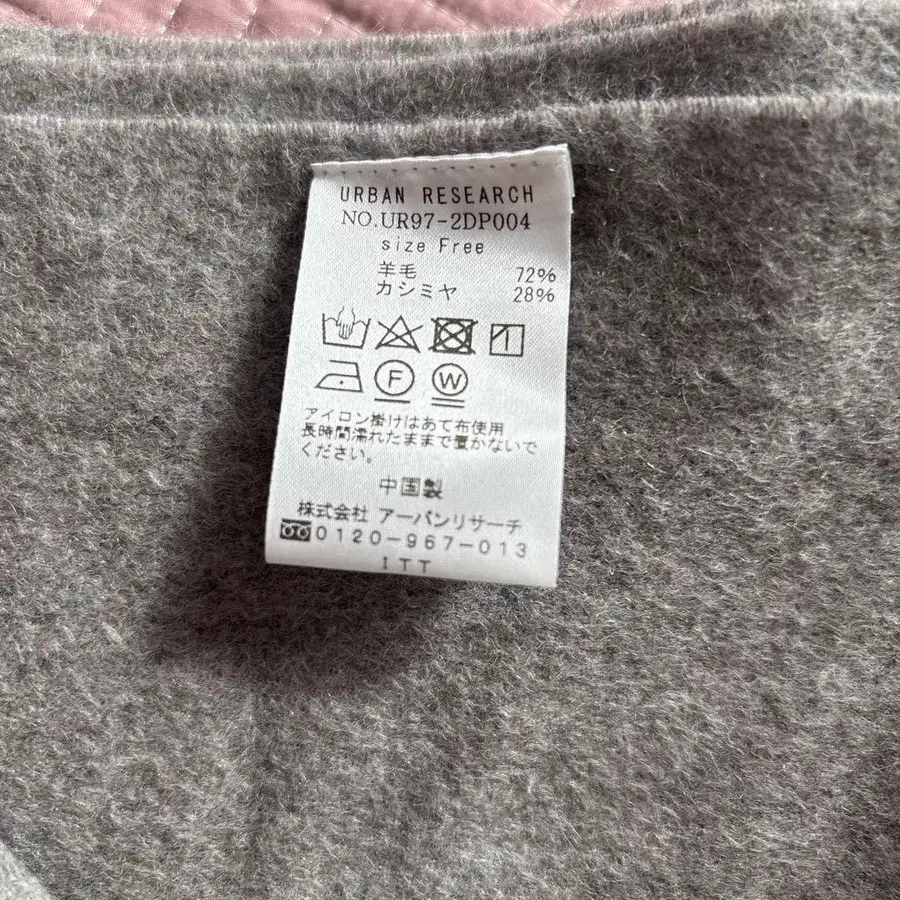 URBAN RESEARCH
NO.UR97-2DP004
size Free
羊毛 72%
カシミヤ 28%
F W
アイロン掛けはあて布使用
長時間濡れたままで置かないで
ください。
中国製
株式会社 アーバンリサーチ
0120-967-013
ITT